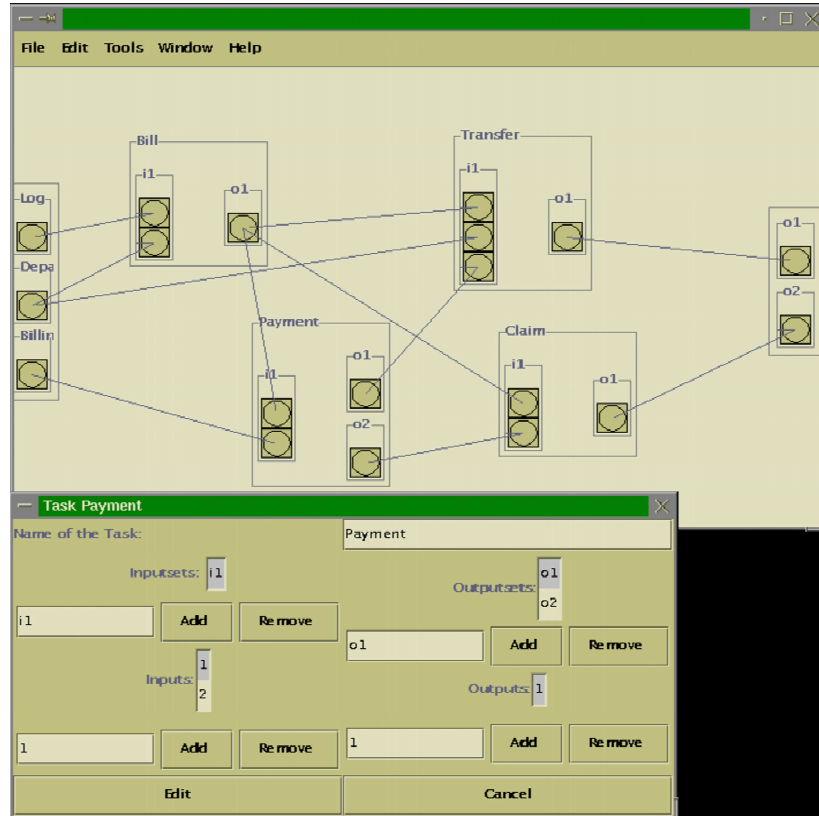 File Edit Tools Window Help
Transfer
Bill
i1
i1
o1
o1
Log
o1
Depa
o2
Payment
Billin
Claim
o1
i1
i1
o1
o2
Task Payment
Name of the Task: Payment
Inputsets: i1
Outputsets: o1
o2
i1 Add Remove
o1 Add Remove
Inputs: 1
2
Outputs: 1
1 Add Remove
1 Add Remove
Edit Cancel